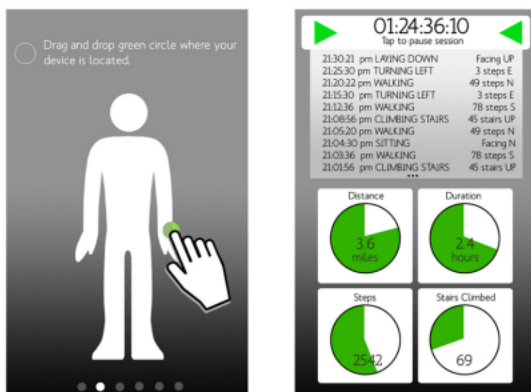 Drag and drop green circle where your
device is located.
01:24:36:10
Tap to pause session
21:30:21 pm LAYING DOWN Facing UP
21:25:30 pm TURNING LEFT 3 steps E
21:20:22 pm WALKING 49 steps N
21:15:30 pm TURNING LEFT 3 steps E
21:12:36 pm WALKING 78 steps S
21:08:56 pm CLIMBING STAIRS 45 stairs UP
21:05:20 pm WALKING 49 steps N
21:04:30 pm SITTING Facing N
21:03:36 pm WALKING 78 steps S
21:01:56 pm CLIMBING STAIRS 45 stairs UP
...
Distance
3.6
miles
Duration
2.4
hours
Steps
2542
Stairs Climbed
69